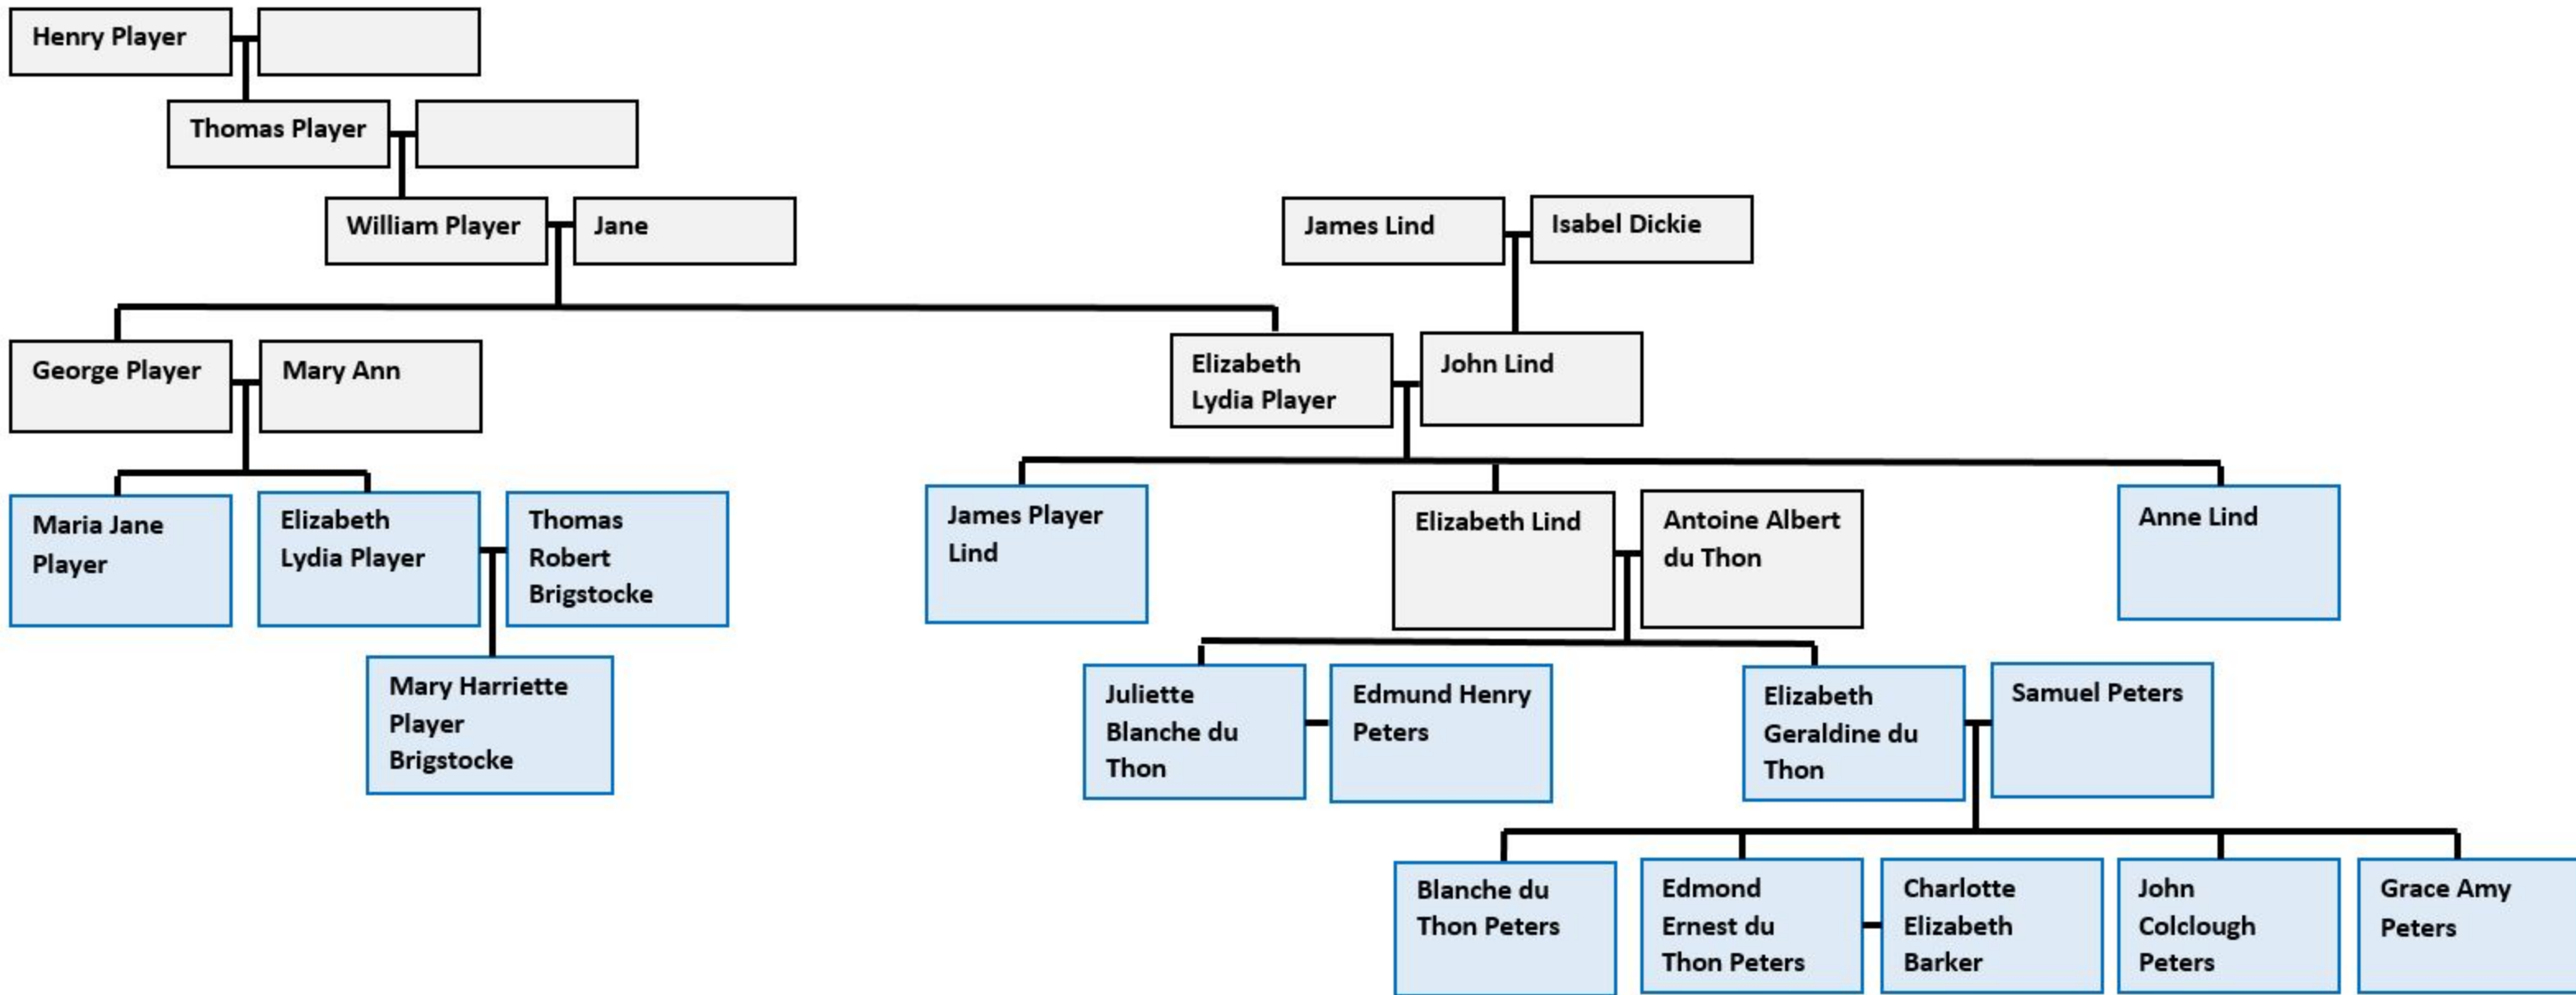 Henry Player
Thomas Player
William Player
Jane
James Lind
Isabel Dickie
George Player
Mary Ann
Elizabeth
Lydia Player
John Lind
Maria Jane
Player
Elizabeth
Lydia Player
Thomas
Robert
Brigstocke
James Player
Lind
Elizabeth Lind
Antoine Albert
du Thon
Anne Lind
Mary Harriette
Player
Brigstocke
Juliette
Blanche du
Thon
Edmund Henry
Peters
Elizabeth
Geraldine du
Thon
Samuel Peters
Blanche du
Thon Peters
Edmond
Ernest du
Thon Peters
Charlotte
Elizabeth
Barker
John
Colclough
Peters
Grace Amy
Peters